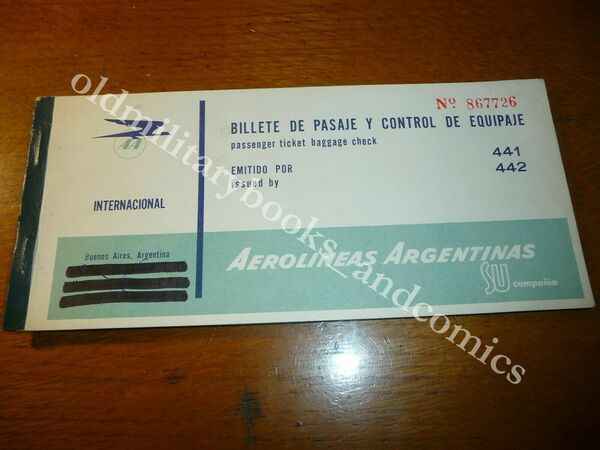 Nº 867726
AA
BILLETE DE PASAJE Y CONTROL DE EQUIPAJE
passenger ticket baggage check
441
EMITIDO POR
442
issued by
INTERNACIONAL
Buenos Aires, Argentina
AEROLINEAS ARGENTINAS
SU compañia
oldmilitarybooks_andcomics